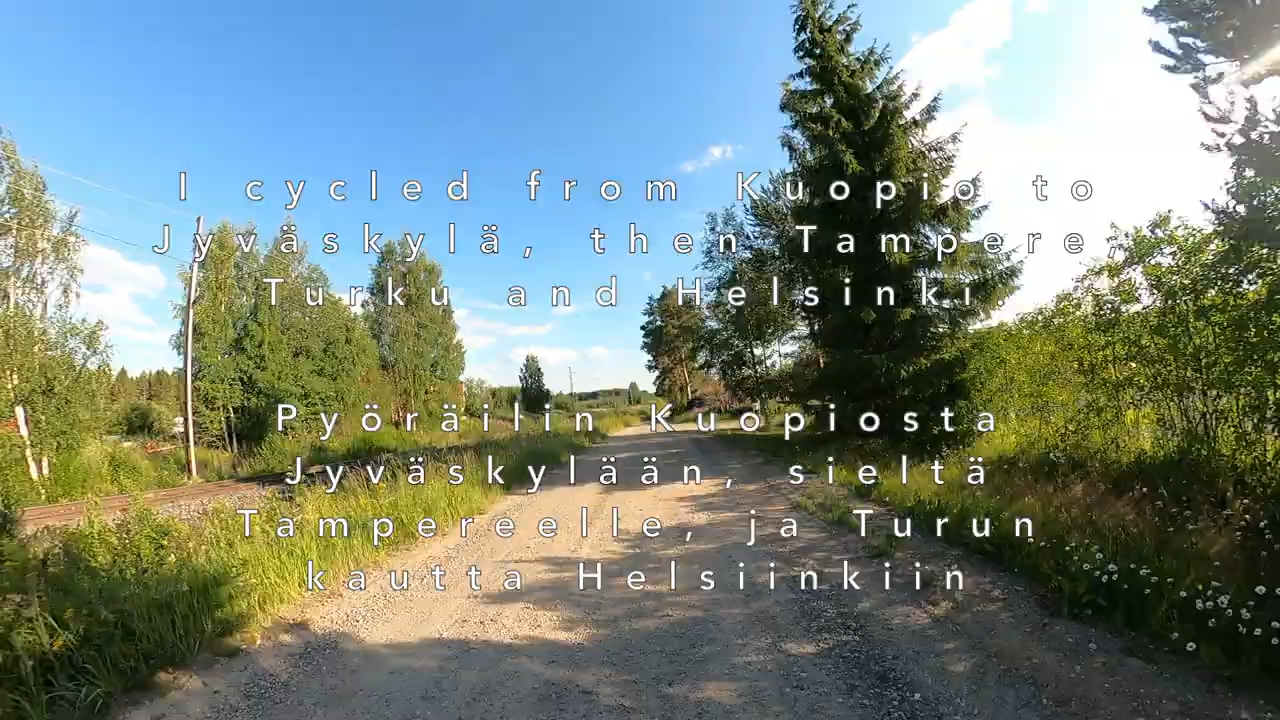 I cycled from Kuopio to
Jyväskylä, then Tampere,
Turku and Helsinki.
Pyöräilin Kuopiosta
Jyväskylään, sieltä
Tampereelle, ja Turun
kautta Helsiinkiin